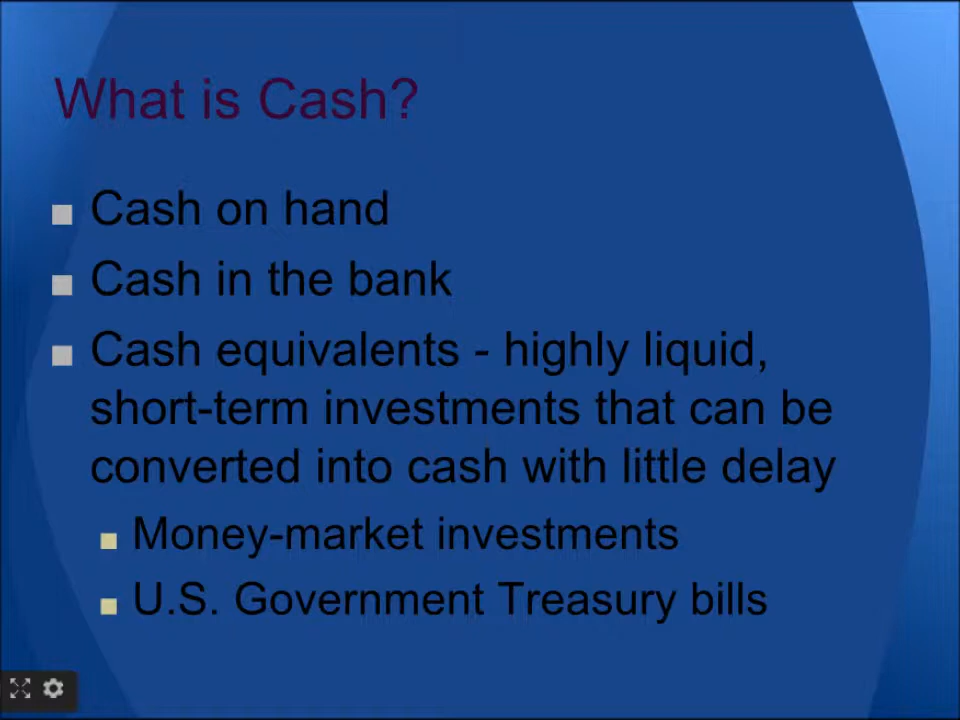 What is Cash?
Cash on hand
Cash in the bank
Cash equivalents - highly liquid,
short-term investments that can be
converted into cash with little delay
Money-market investments
U.S. Government Treasury bills